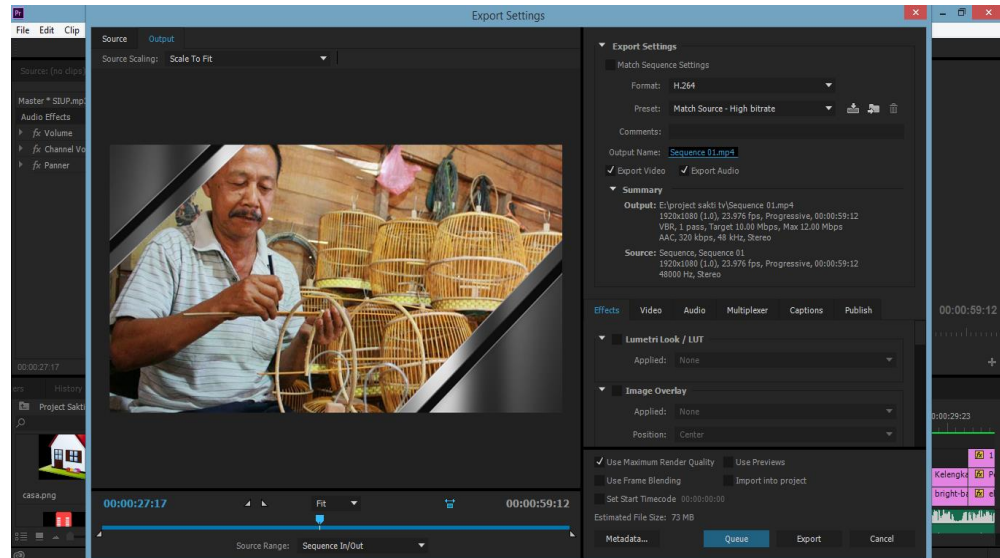 Pr
Export Settings
File Edit Clip
Source Output
Source Scaling: Scale To Fit
Source: (no clips)
Master * SIUP.mp
Audio Effects
fx Volume
fx Channel Vo
fx Panner
00:00:27:17
History
Project Sakti
casa.png
00:00:27:17 Fit 00:00:59:12
Source Range: Sequence In/Out
Export Settings
Match Sequence Settings
Format: H.264
Preset: Match Source - High bitrate
Comments:
Output Name: Sequence 01.mp4
Export Video Export Audio
Summary
Output: E:\project sakti tv\Sequence 01.mp4
1920x1080 (1.0), 23.976 fps, Progressive, 00:00:59:12
VBR, 1 pass, Target 10.00 Mbps, Max 12.00 Mbps
AAC, 320 kbps, 48 kHz, Stereo
Source: Sequence, Sequence 01
1920x1080 (1.0), 23.976 fps, Progressive, 00:00:59:12
48000 Hz, Stereo
Effects Video Audio Multiplexer Captions Publish
Lumetri Look / LUT
Applied: None
Image Overlay
Applied: None
Position: Center
Use Maximum Render Quality Use Previews
Use Frame Blending Import into project
Set Start Timecode 00:00:00:00
Estimated File Size: 73 MB
Metadata... Queue Export Cancel
00:00:59:12
0:00:29:23
fx 1
Kelengka fx
bright-ba fx